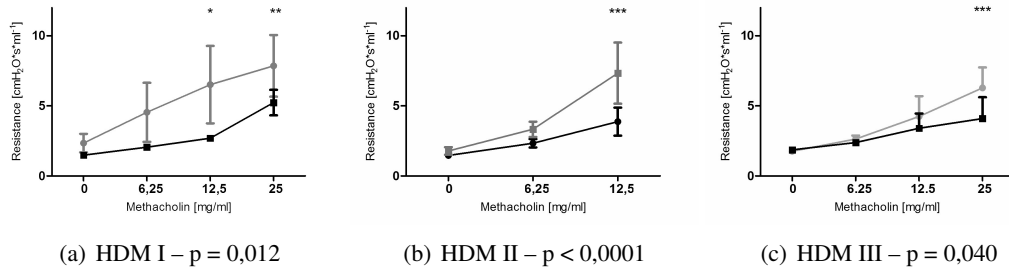 * **
10
5
0
Resistance [cmH₂O*s*ml⁻¹]
0 6,25 12,5 25
Methacholin [mg/ml]
(a) HDM I – p = 0,012
***
10
5
0
Resistance [cmH₂O*s*ml⁻¹]
0 6,25 12,5
Methacholin [mg/ml]
(b) HDM II – p < 0,0001
***
10
5
0
Resistance [cmH₂O*s*ml⁻¹]
0 6.25 12.5 25
Methacholin [mg/ml]
(c) HDM III – p = 0,040